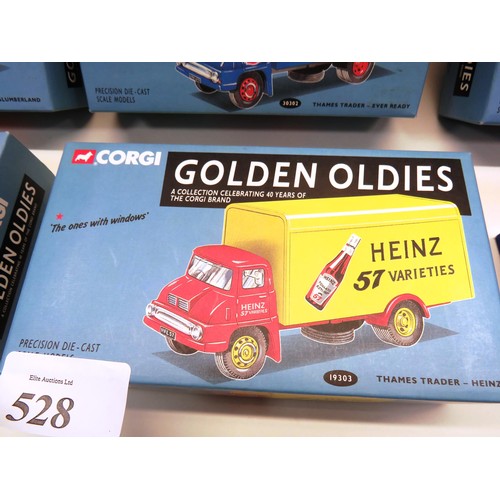 SLUMBERLAND
PRECISION DIE-CAST
SCALE MODELS
30302
THAMES TRADER - EVER READY
CORGI
GOLDEN OLDIES
A COLLECTION CELEBRATING 40 YEARS OF
THE CORGI BRAND
'The ones with windows'
HEINZ
57 VARIETIES
HEINZ
57 VARIETIES
PRECISION DIE-CAST
19303
THAMES TRADER - HEINZ
Elite Auctions Ltd
528
GOLDEN OLDIES